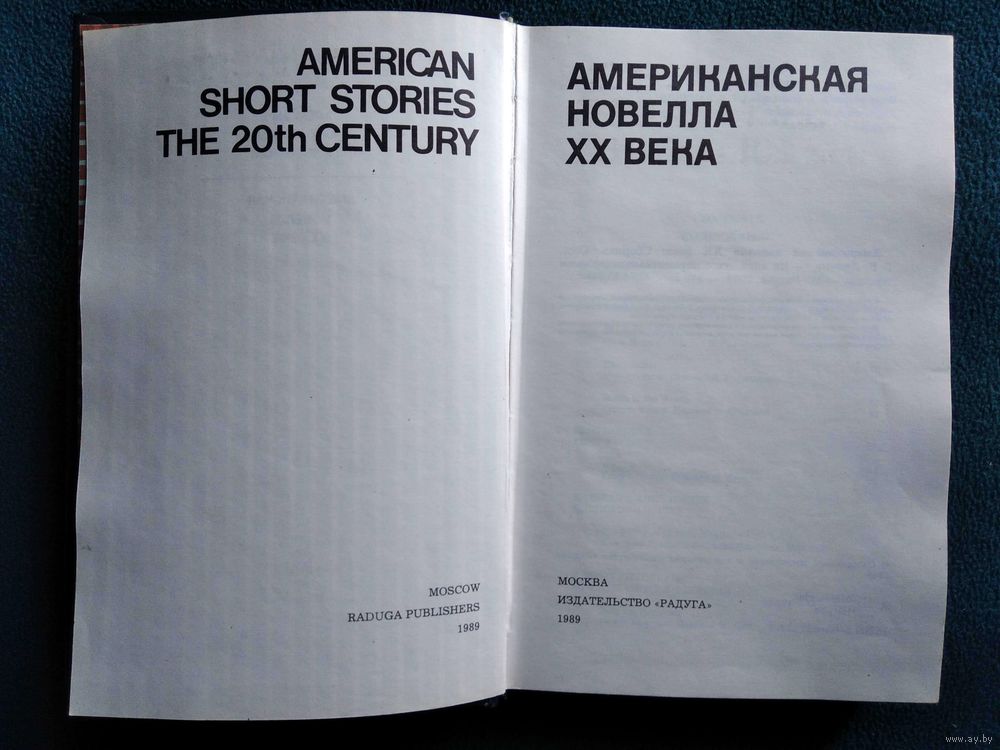 AMERICAN
SHORT STORIES
THE 20th CENTURY
MOSCOW
RADUGA PUBLISHERS
1989
АМЕРИКАНСКАЯ
НОВЕЛЛА
XX ВЕКА
МОСКВА
ИЗДАТЕЛЬСТВО «РАДУГА»
1989
www.ay.by